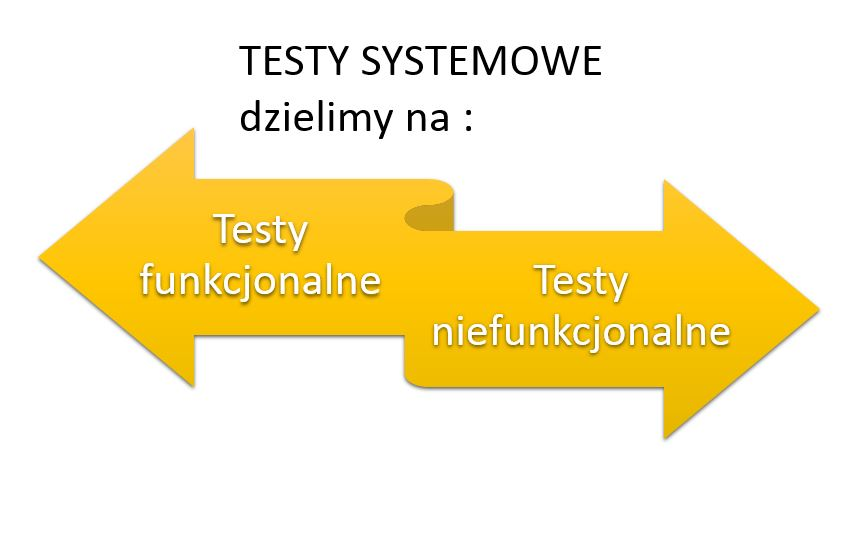 TESTY SYSTEMOWE
dzielimy na :
Testy
funkcjonalne
Testy
niefunkcjonalne